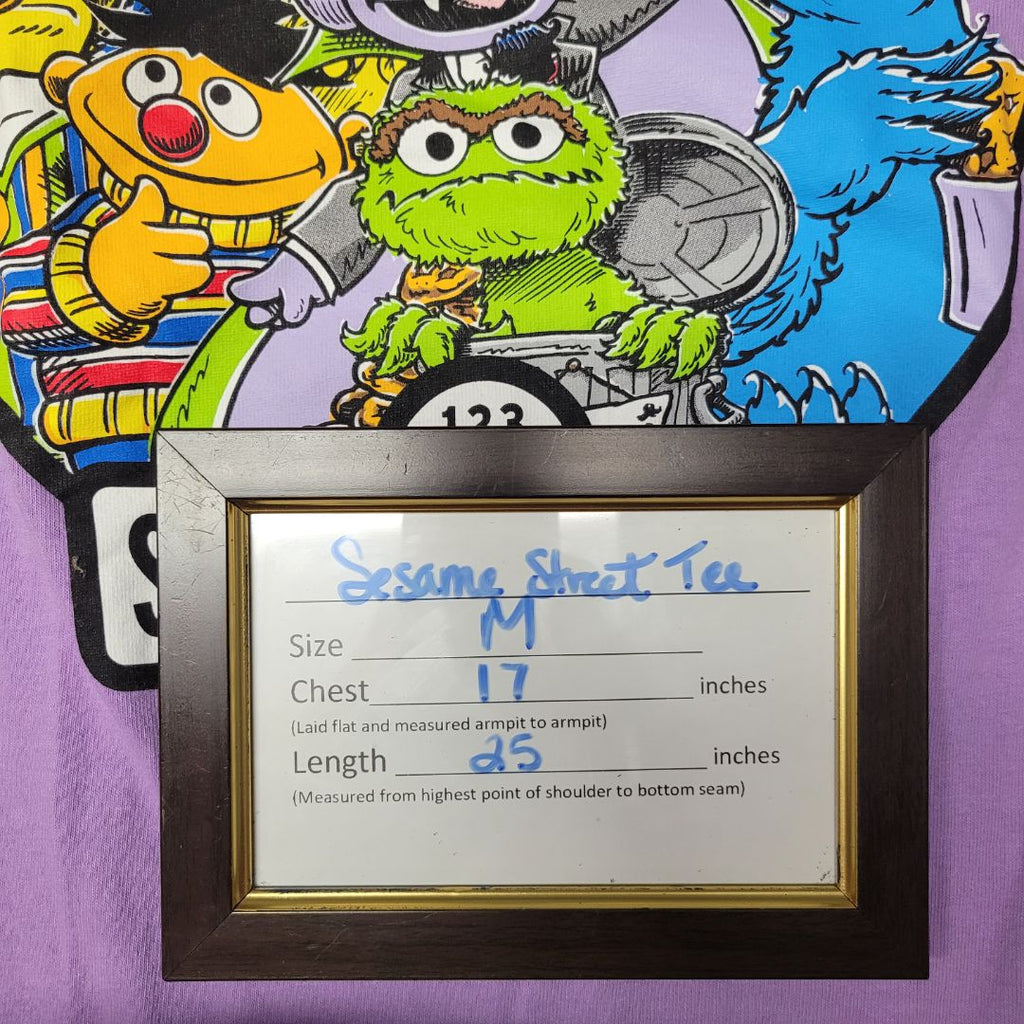 123
S
Sesame Street Tee
Size M
Chest 17 inches
(Laid flat and measured armpit to armpit)
Length 25 inches
(Measured from highest point of shoulder to bottom seam)